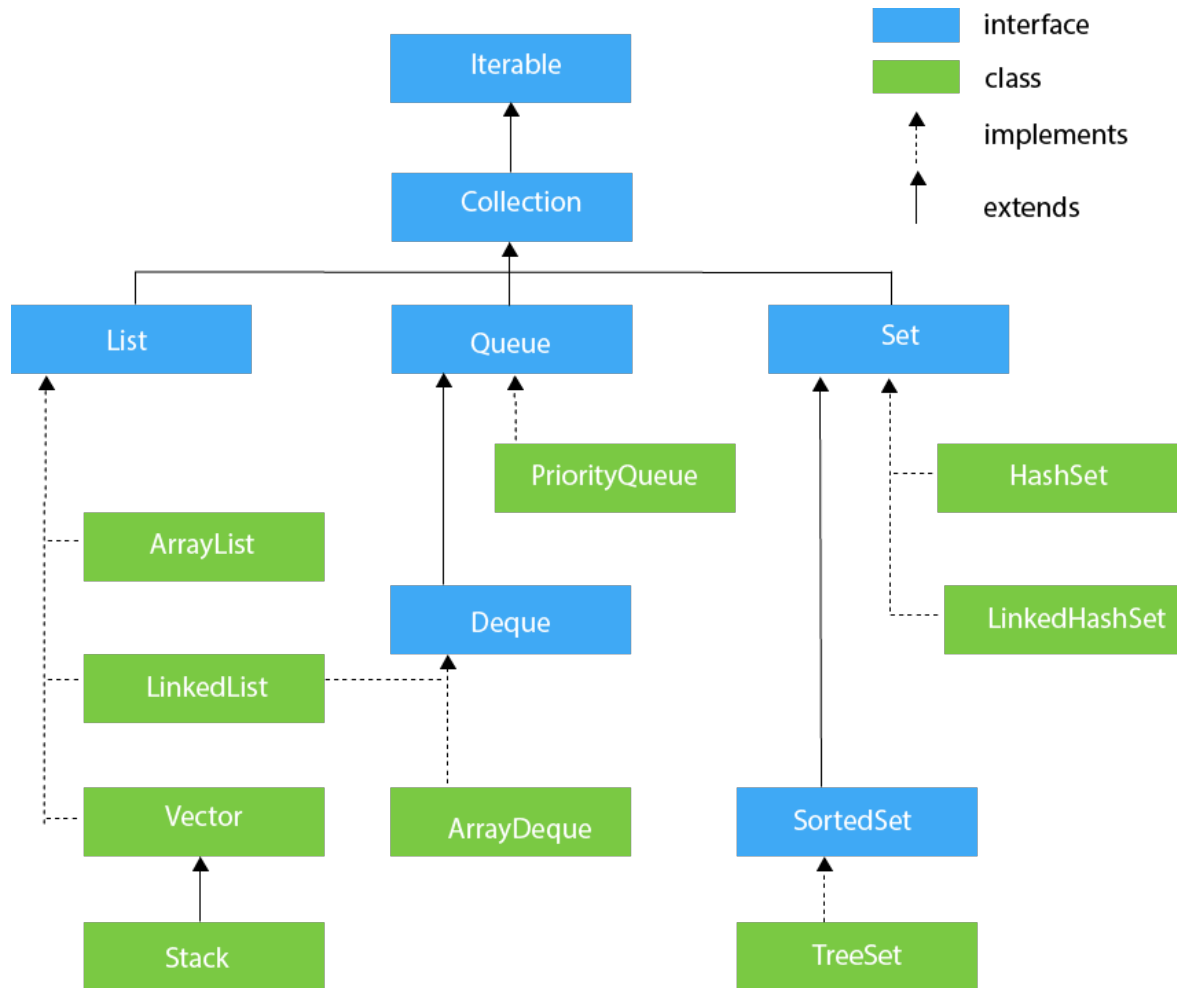 interface
Iterable
class
implements
Collection
extends
List
Queue
Set
PriorityQueue
HashSet
ArrayList
Deque
LinkedHashSet
LinkedList
Vector
ArrayDeque
SortedSet
Stack
TreeSet